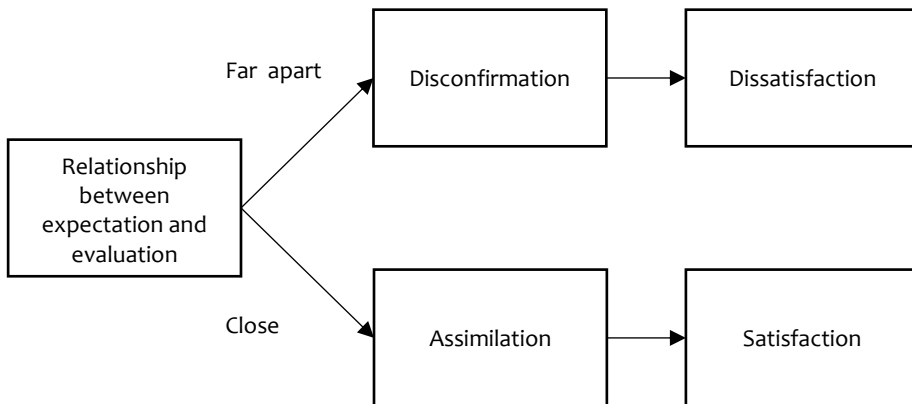 Far apart
Disconfirmation
Dissatisfaction
Relationship
between
expectation and
evaluation
Close
Assimilation
Satisfaction